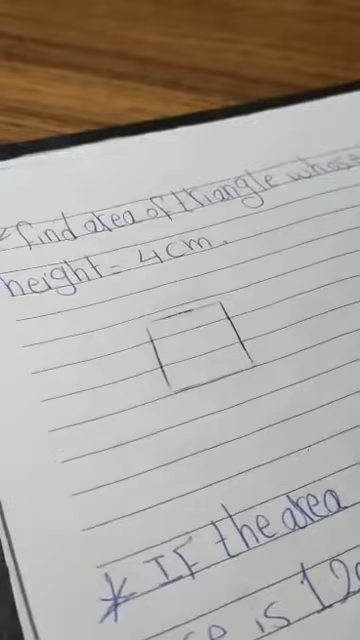 find area of triangle whose
height = 4cm.
* IF the area
is 12